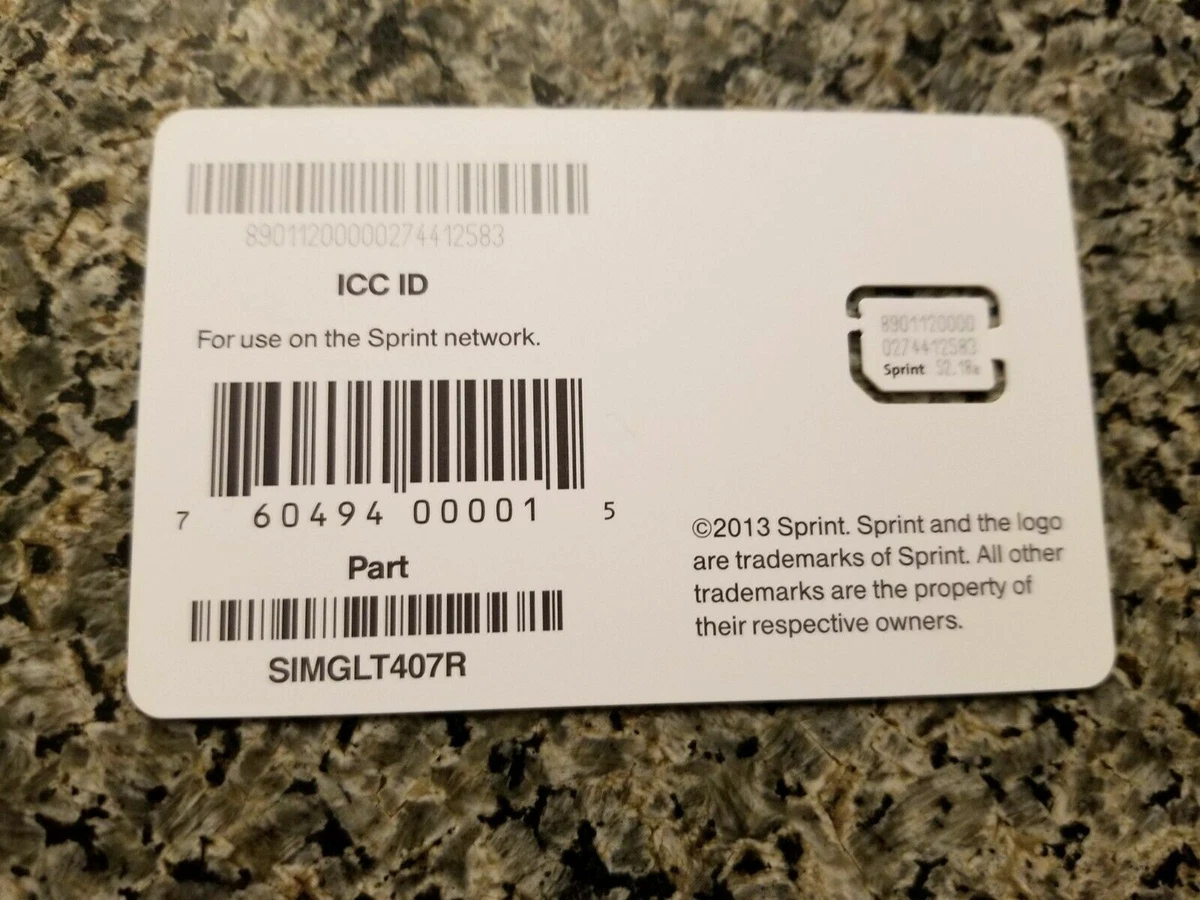 89011200000274412583
ICC ID
For use on the Sprint network.
7 60494 00001 5
Part
SIMGLT407R
8901120000
0274412583
Sprint S2.18a
©2013 Sprint. Sprint and the logo
are trademarks of Sprint. All other
trademarks are the property of
their respective owners.